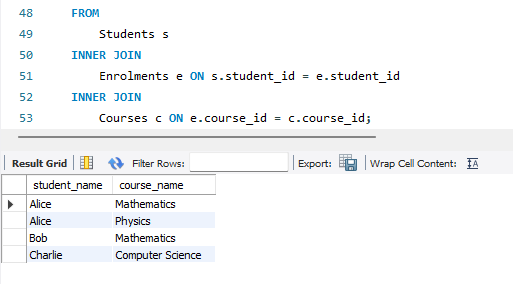 48 FROM
49 Students s
50 INNER JOIN
51 Enrolments e ON s.student_id = e.student_id
52 INNER JOIN
53 Courses c ON e.course_id = c.course_id;
Result Grid Filter Rows: Export: Wrap Cell Content:
student_name course_name
Alice Mathematics
Alice Physics
Bob Mathematics
Charlie Computer Science